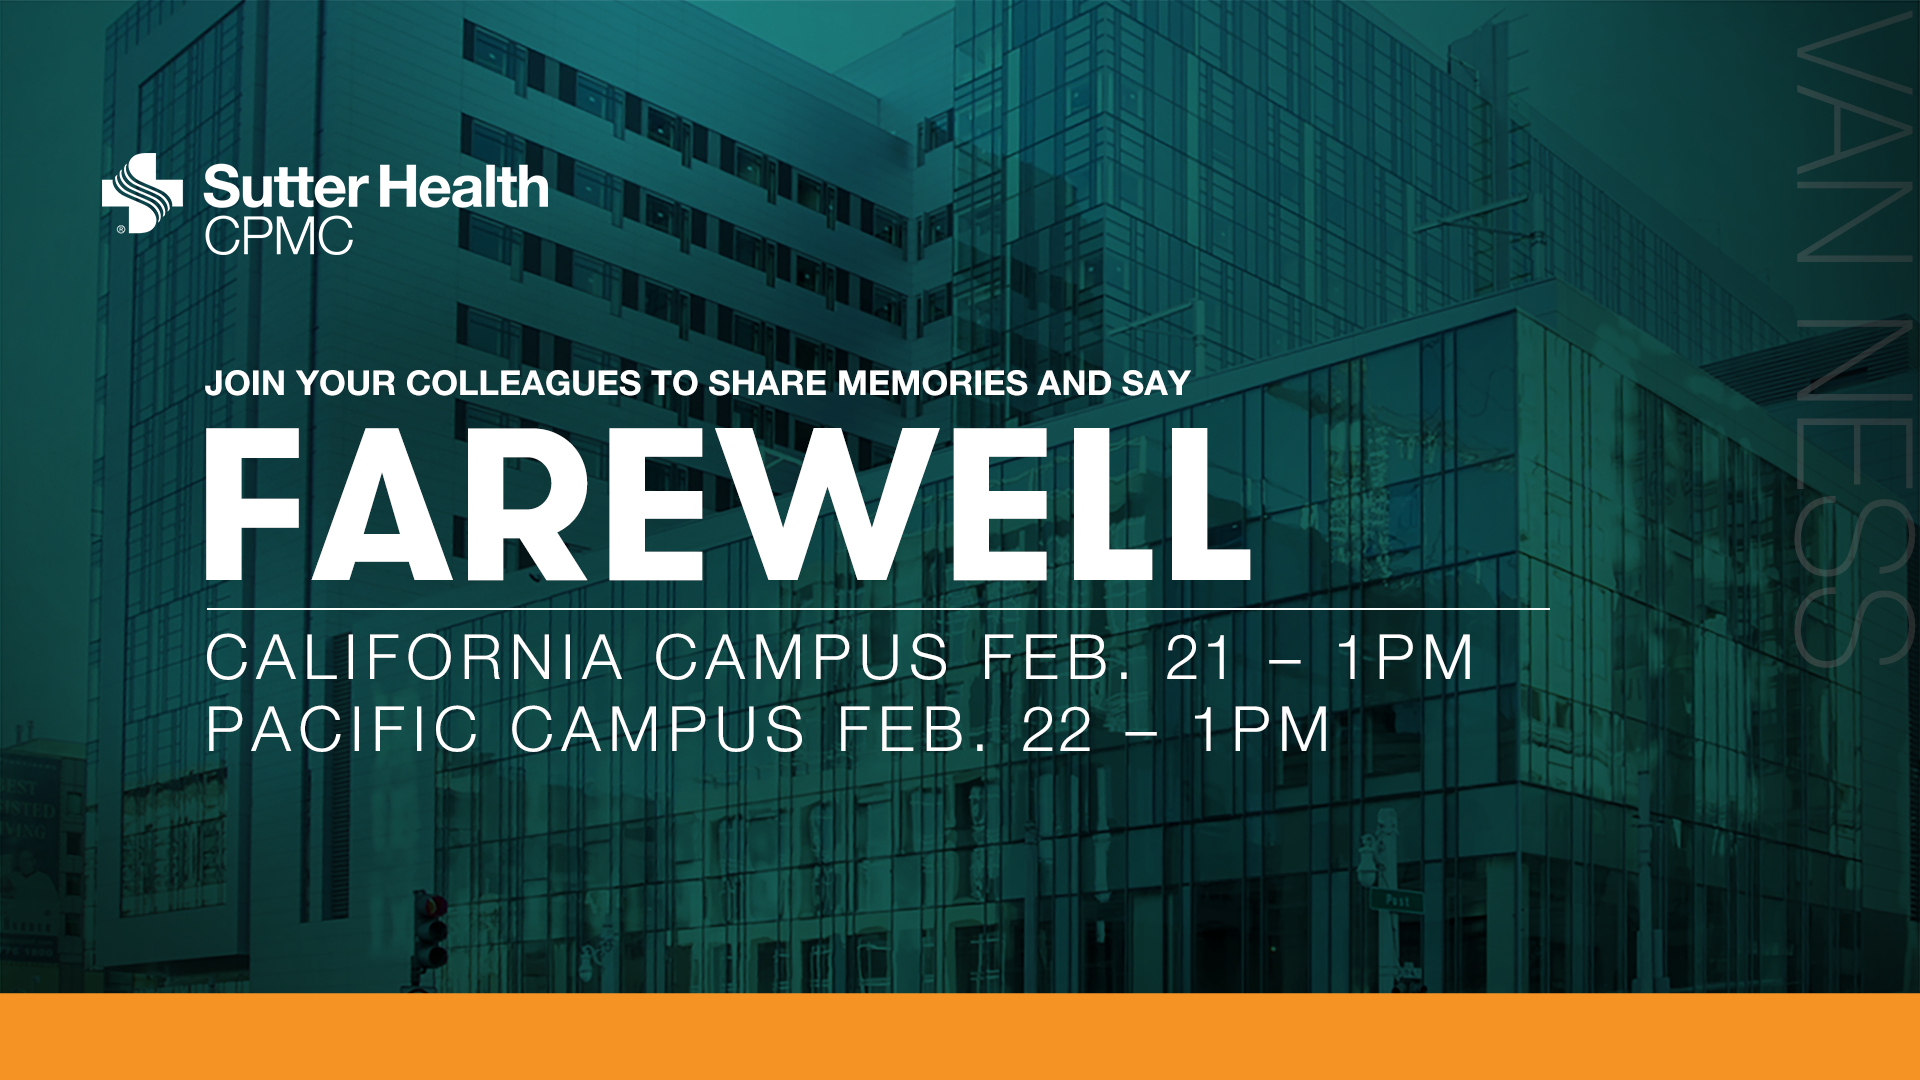 Sutter Health
CPMC
®
JOIN YOUR COLLEAGUES TO SHARE MEMORIES AND SAY
FAREWELL
CALIFORNIA CAMPUS FEB. 21 – 1PM
PACIFIC CAMPUS FEB. 22 – 1PM
VAN NESS
Post